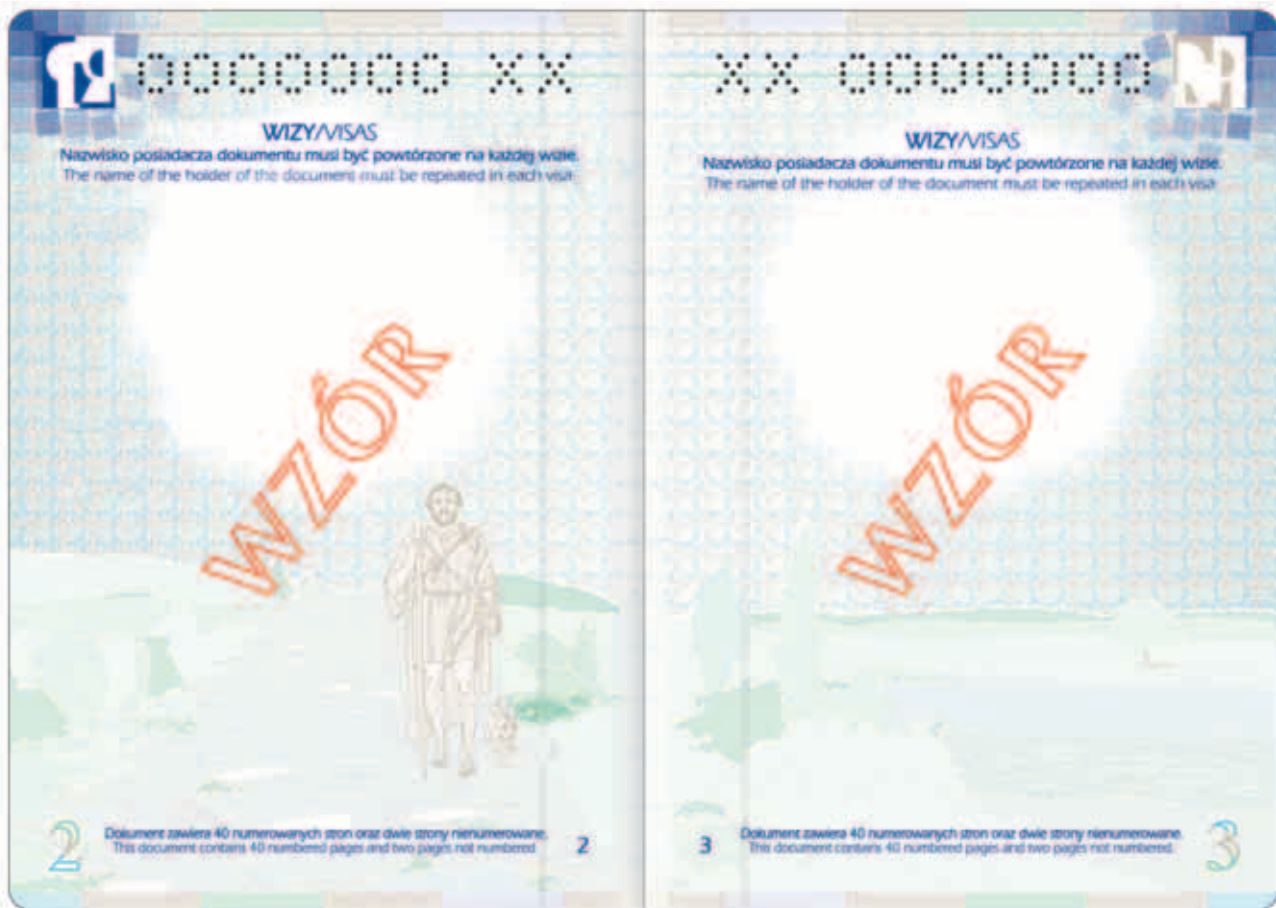 0000000 XX
WIZY/VISAS
Nazwisko posiadacza dokumentu musi być powtórzone na każdej wizie.
The name of the holder of the document must be repeated in each visa
WZÓR
2
Dokument zawiera 40 numerowanych stron oraz dwie strony nienumerowane.
This document contains 40 numbered pages and two pages not numbered
2
XX 0000000
WIZY/VISAS
Nazwisko posiadacza dokumentu musi być powtórzone na każdej wizie.
The name of the holder of the document must be repeated in each visa
WZÓR
3
Dokument zawiera 40 numerowanych stron oraz dwie strony nienumerowane.
This document contains 40 numbered pages and two pages not numbered.
3